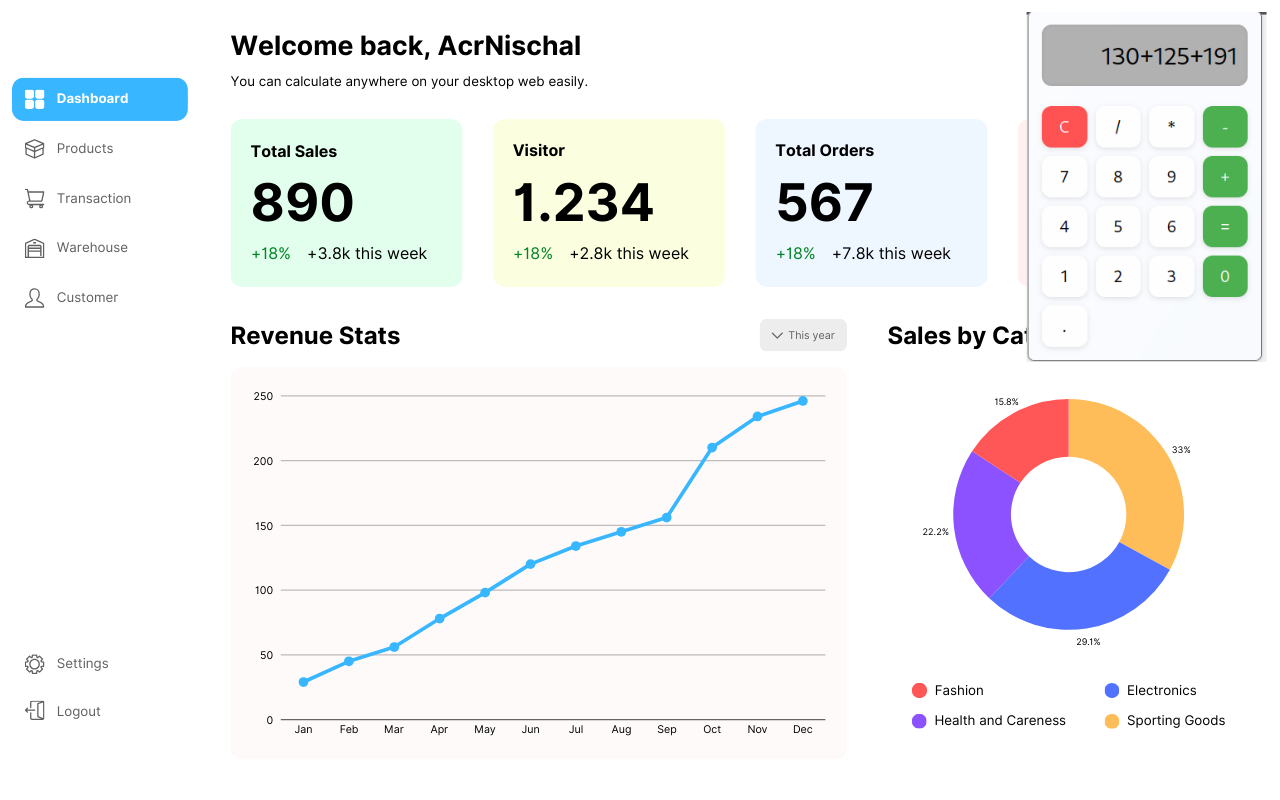 Dashboard
Products
Transaction
Warehouse
Customer
Settings
Logout
Welcome back, AcrNischal
You can calculate anywhere on your desktop web easily.
Total Sales
890
+18% +3.8k this week
Visitor
1.234
+18% +2.8k this week
Total Orders
567
+18% +7.8k this week
130+125+191
C / * -
7 8 9 +
4 5 6 =
1 2 3 0
.
Revenue Stats
This year
250
200
150
100
50
0
Jan Feb Mar Apr May Jun Jul Aug Sep Oct Nov Dec
Sales by Cat
15.8%
33%
22.2%
29.1%
Fashion
Electronics
Health and Careness
Sporting Goods